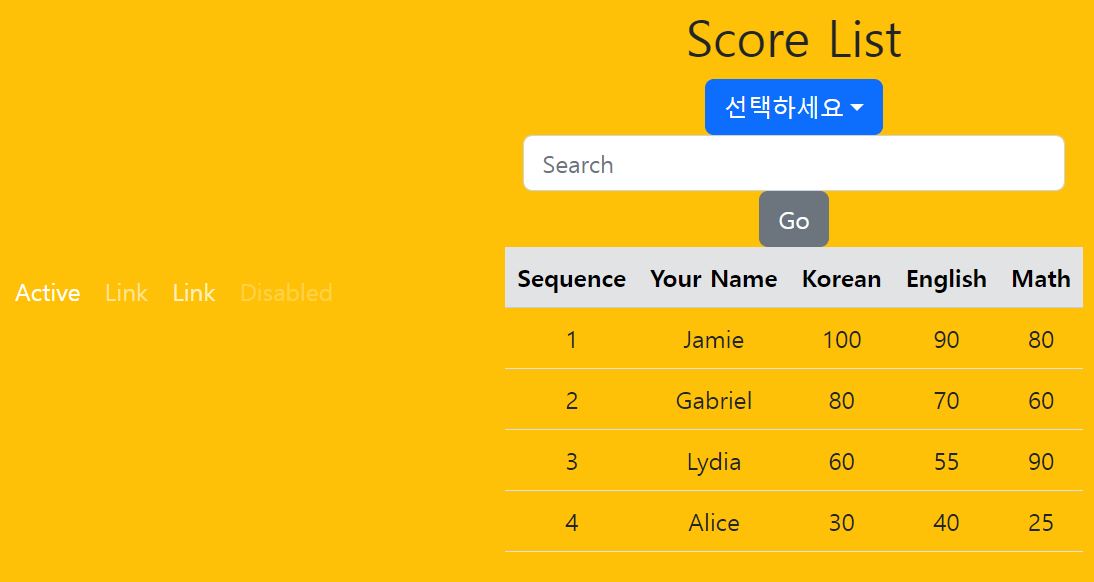 Score List
선택하세요
Search
Go
Active Link Link Disabled
Sequence Your Name Korean English Math
1 Jamie 100 90 80
2 Gabriel 80 70 60
3 Lydia 60 55 90
4 Alice 30 40 25